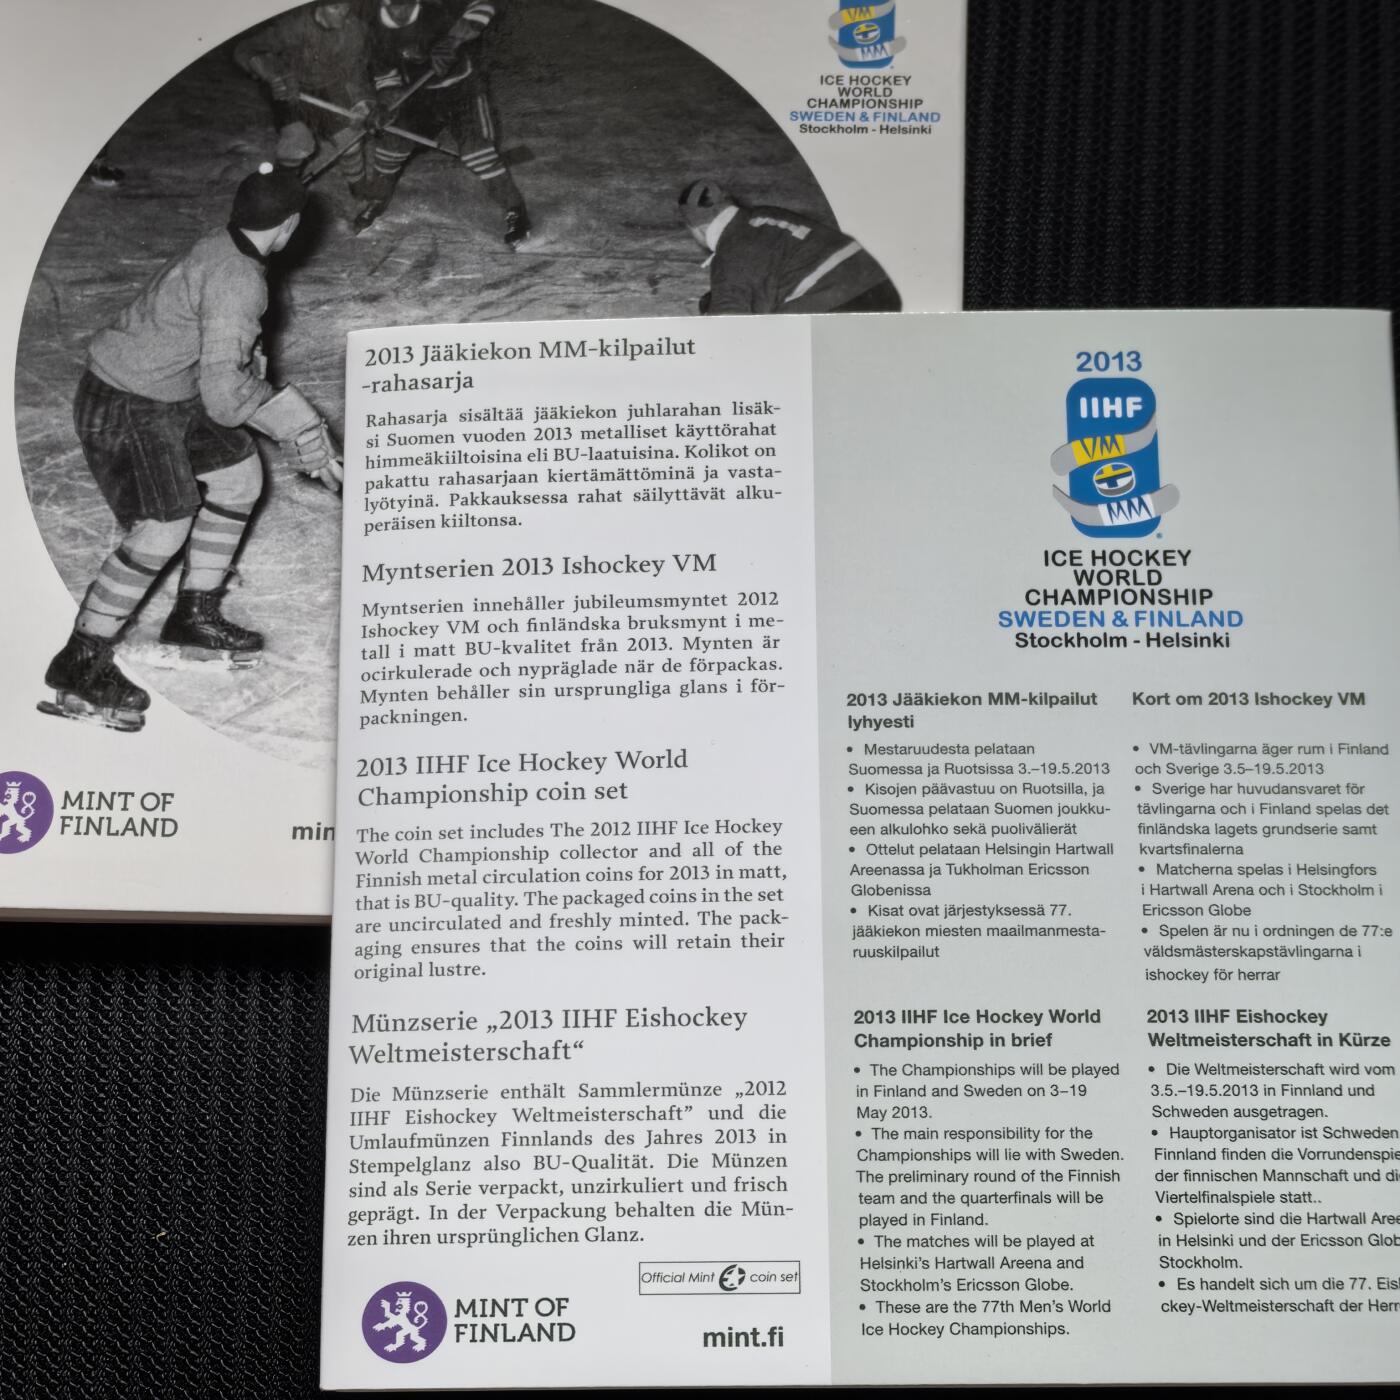 VM
MM
ICE HOCKEY
WORLD
CHAMPIONSHIP
SWEDEN & FINLAND
Stockholm - Helsinki
MINT OF
FINLAND
2013 Jääkiekon MM-kilpailut
-rahasarja
Rahasarja sisältää jääkiekon juhlarahan lisäk-
si Suomen vuoden 2013 metalliset käyttörahat
himmeäkiiltoisina eli BU-laatuisina. Kolikot on
pakattu rahasarjaan kiertämättöminä ja vasta-
lyötyinä. Pakkauksessa rahat säilyttävät alku-
peräisen kiiltonsa.
Myntserien 2013 Ishockey VM
Myntserien innehåller jubileumsmyntet 2012
Ishockey VM och finländska bruksmynt i me-
tall i matt BU-kvalitet från 2013. Mynten är
ocirkulerade och nypräglade när de förpackas.
Mynten behåller sin ursprungliga glans i för-
packningen.
2013 IIHF Ice Hockey World
Championship coin set
The coin set includes The 2012 IIHF Ice Hockey
World Championship collector and all of the
Finnish metal circulation coins for 2013 in matt,
that is BU-quality. The packaged coins in the set
are uncirculated and freshly minted. The pack-
aging ensures that the coins will retain their
original lustre.
Münzserie „2013 IIHF Eishockey
Weltmeisterschaft“
Die Münzserie enthält Sammlermünze „2012
IIHF Eishockey Weltmeisterschaft” und die
Umlaufmünzen Finnlands des Jahres 2013 in
Stempelglanz also BU-Qualität. Die Münzen
sind als Serie verpackt, unzirkuliert und frisch
geprägt. In der Verpackung behalten die Mün-
zen ihren ursprünglichen Glanz.
Official Mint coin set
MINT OF
FINLAND
mint.fi
2013
IIHF
VM
MM
ICE HOCKEY
WORLD
CHAMPIONSHIP
SWEDEN & FINLAND
Stockholm - Helsinki
2013 Jääkiekon MM-kilpailut
lyhyesti
• Mestaruudesta pelataan
Suomessa ja Ruotsissa 3.–19.5.2013
• Kisojen päävastuu on Ruotsilla, ja
Suomessa pelataan Suomen joukku-
een alkulohko sekä puolivälierät
• Ottelut pelataan Helsingin Hartwall
Areenassa ja Tukholman Ericsson
Globenissa
• Kisat ovat järjestyksessä 77.
jääkiekon miesten maailmanmesta-
ruuskilpailut
Kort om 2013 Ishockey VM
• VM-tävlingarna äger rum i Finland
och Sverige 3.5–19.5.2013
• Sverige har huvudansvaret för
tävlingarna och i Finland spelas det
finländska lagets grundserie samt
kvartsfinalerna
• Matcherna spelas i Helsingfors
i Hartwall Arena och i Stockholm i
Ericsson Globe
• Spelen är nu i ordningen de 77:e
väldsmästerskapstävlingarna i
ishockey för herrar
2013 IIHF Ice Hockey World
Championship in brief
• The Championships will be played
in Finland and Sweden on 3–19
May 2013.
• The main responsibility for the
Championships will lie with Sweden.
The preliminary round of the Finnish
team and the quarterfinals will be
played in Finland.
• The matches will be played at
Helsinki's Hartwall Areena and
Stockholm's Ericsson Globe.
• These are the 77th Men's World
Ice Hockey Championships.
2013 IIHF Eishockey
Weltmeisterschaft in Kürze
• Die Weltmeisterschaft wird vom
3.5.–19.5.2013 in Finnland und
Schweden ausgetragen.
• Hauptorganisator ist Schweden
Finnland finden die Vorrundenspie
der finnischen Mannschaft und di
Viertelfinalspiele statt..
• Spielorte sind die Hartwall Are
in Helsinki und der Ericsson Glob
Stockholm.
• Es handelt sich um die 77. Eis
ckey-Weltmeisterschaft der Herr